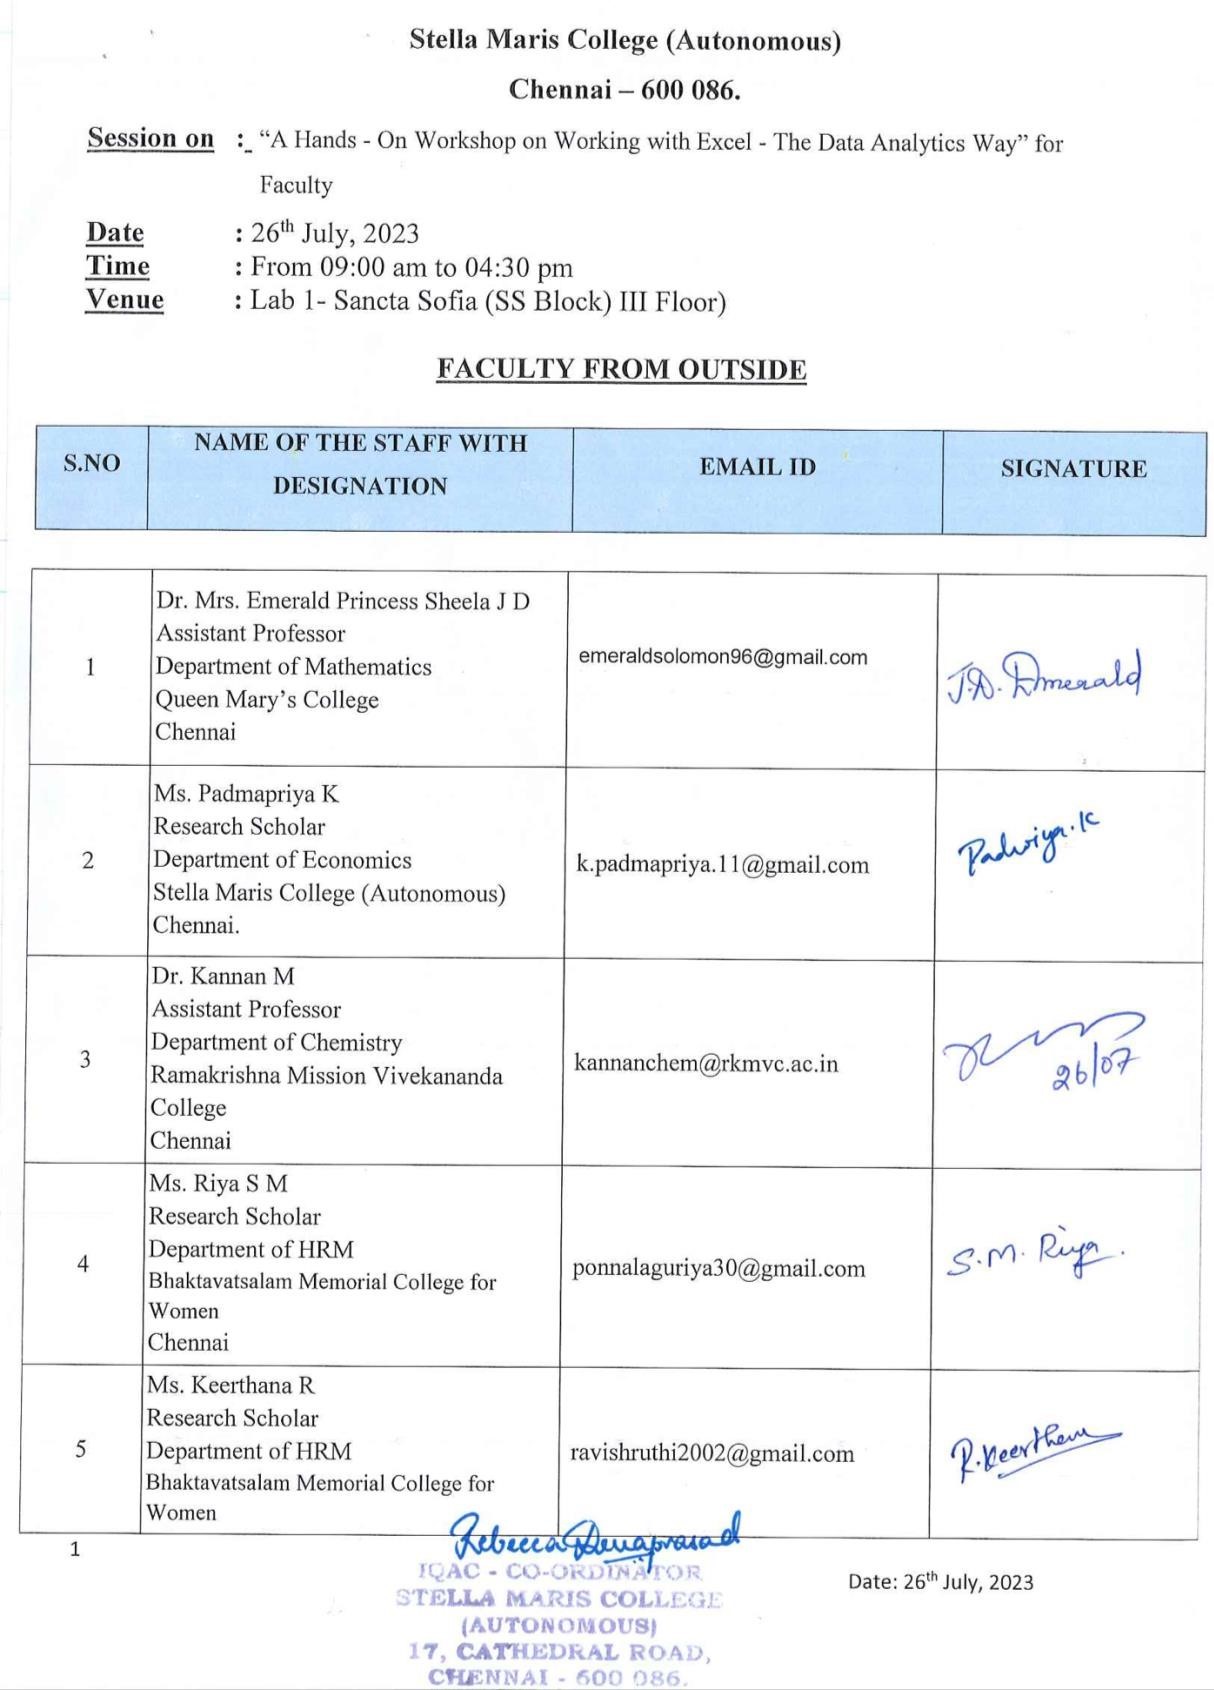 Stella Maris College (Autonomous)
Chennai – 600 086.
Session on :_ “A Hands - On Workshop on Working with Excel - The Data Analytics Way” for
Faculty
Date : 26th July, 2023
Time : From 09:00 am to 04:30 pm
Venue : Lab 1- Sancta Sofia (SS Block) III Floor)
FACULTY FROM OUTSIDE
S.NO NAME OF THE STAFF WITH DESIGNATION EMAIL ID SIGNATURE
1
Dr. Mrs. Emerald Princess Sheela J D
Assistant Professor
Department of Mathematics
Queen Mary’s College
Chennai
emeraldsolomon96@gmail.com
J.D. Emerald
2
Ms. Padmapriya K
Research Scholar
Department of Economics
Stella Maris College (Autonomous)
Chennai.
k.padmapriya.11@gmail.com
3
Dr. Kannan M
Assistant Professor
Department of Chemistry
Ramakrishna Mission Vivekananda
College
Chennai
kannanchem@rkmvc.ac.in
26/07
4
Ms. Riya S M
Research Scholar
Department of HRM
Bhaktavatsalam Memorial College for
Women
Chennai
ponnalaguriya30@gmail.com
S.M. Riya.
5
Ms. Keerthana R
Research Scholar
Department of HRM
Bhaktavatsalam Memorial College for
Women
ravishruthi2002@gmail.com
R.Keerthana
1
Rebecca
IQAC - CO-ORDINATOR
STELLA MARIS COLLEGE
(AUTONOMOUS)
17, CATHEDRAL ROAD,
CHENNAI - 600 086.
Date: 26th July, 2023